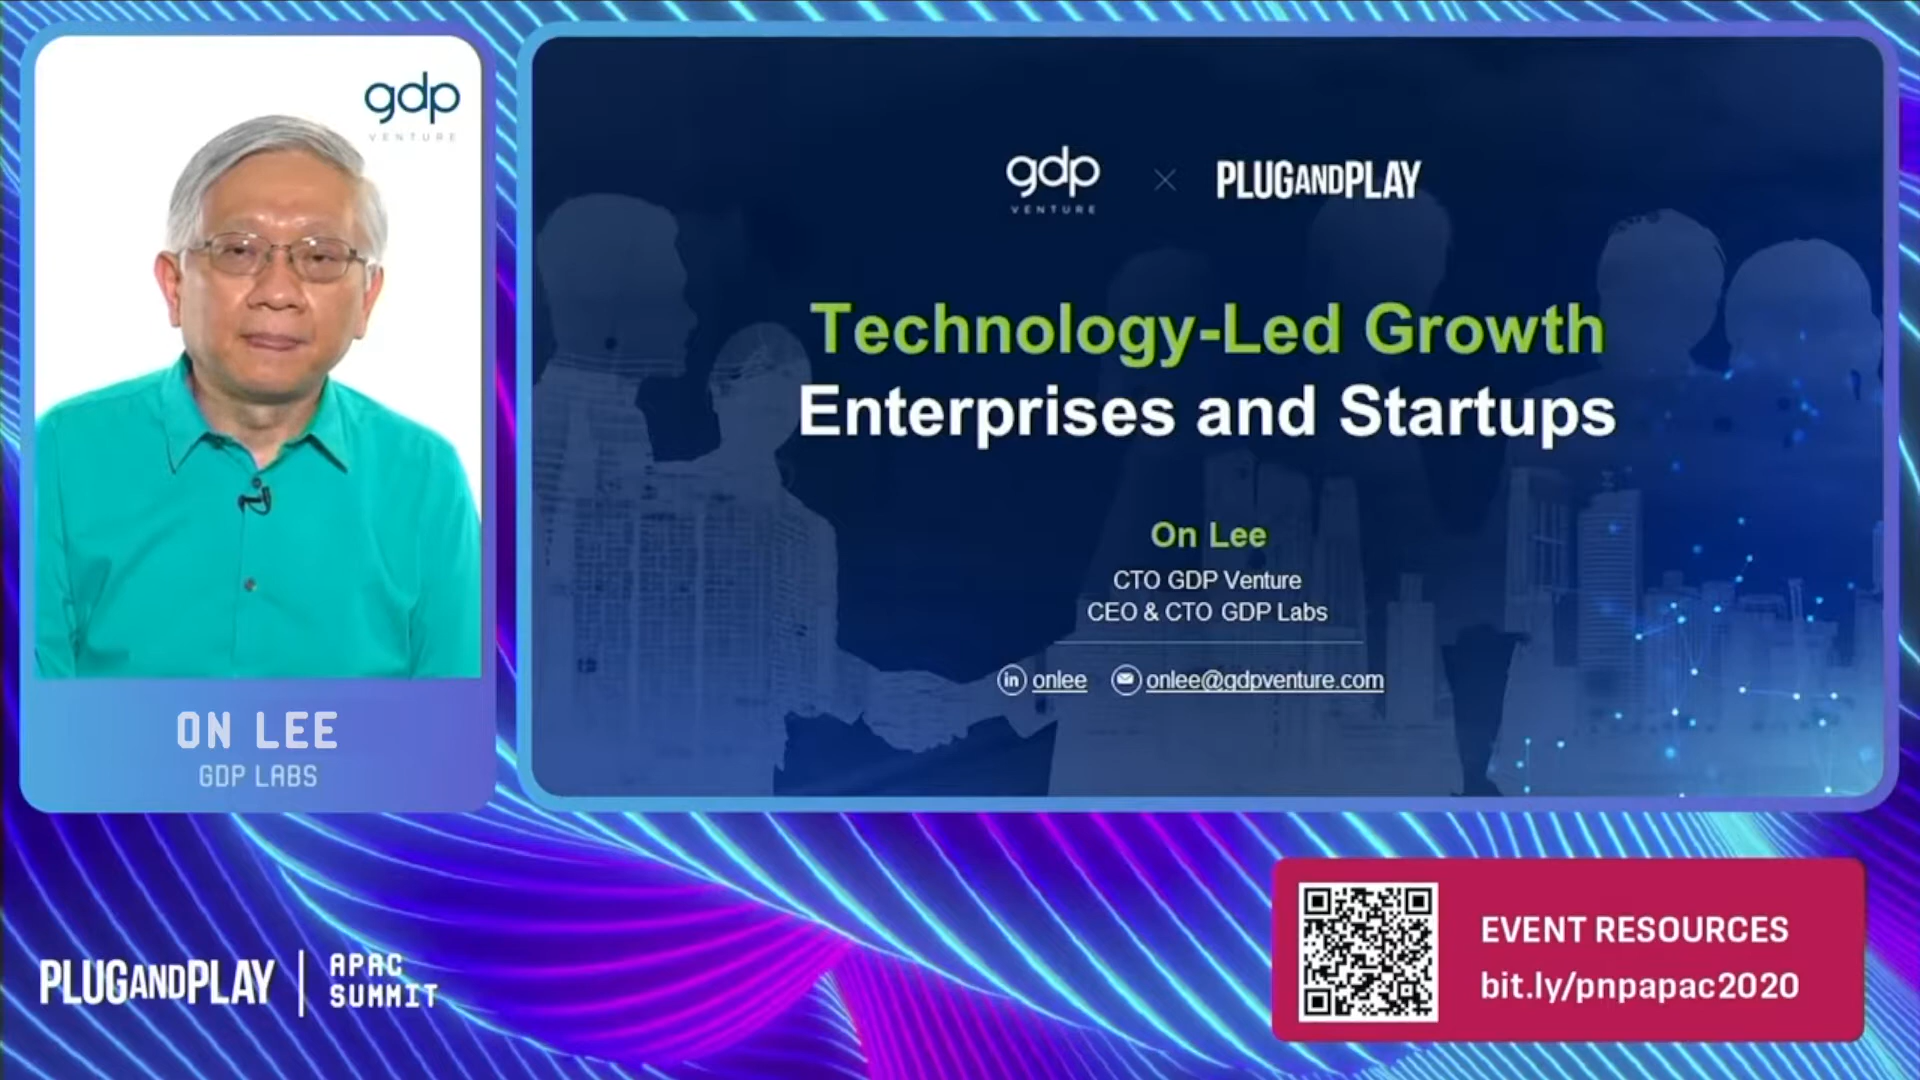 gdp
VENTURE
ON LEE
GDP LABS
gdp
VENTURE
PLUGANDPLAY
Technology-Led Growth
Enterprises and Startups
On Lee
CTO GDP Venture
CEO & CTO GDP Labs
in onlee onlee@gdpventure.com
PLUGANDPLAY
APAC
SUMMIT
EVENT RESOURCES
bit.ly/pnpapac2020